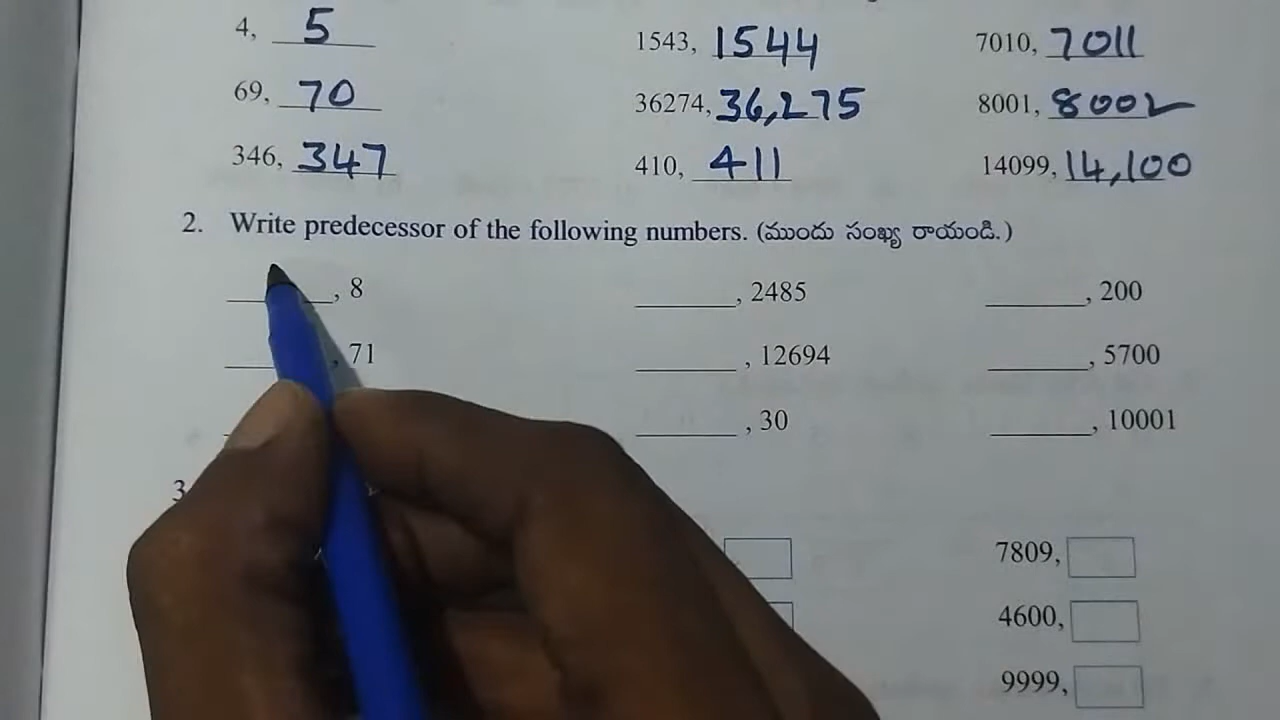 4, 5 1543, 1544 7010, 7011
69, 70 36274, 36,275 8001, 8002
346, 347 410, 411 14099, 14,100
2. Write predecessor of the following numbers. (ముందు సంఖ్య రాయండి.)
, 8 , 2485 , 200
, 71 , 12694 , 5700
, 30 , 10001
3
7809,
4600,
9999,